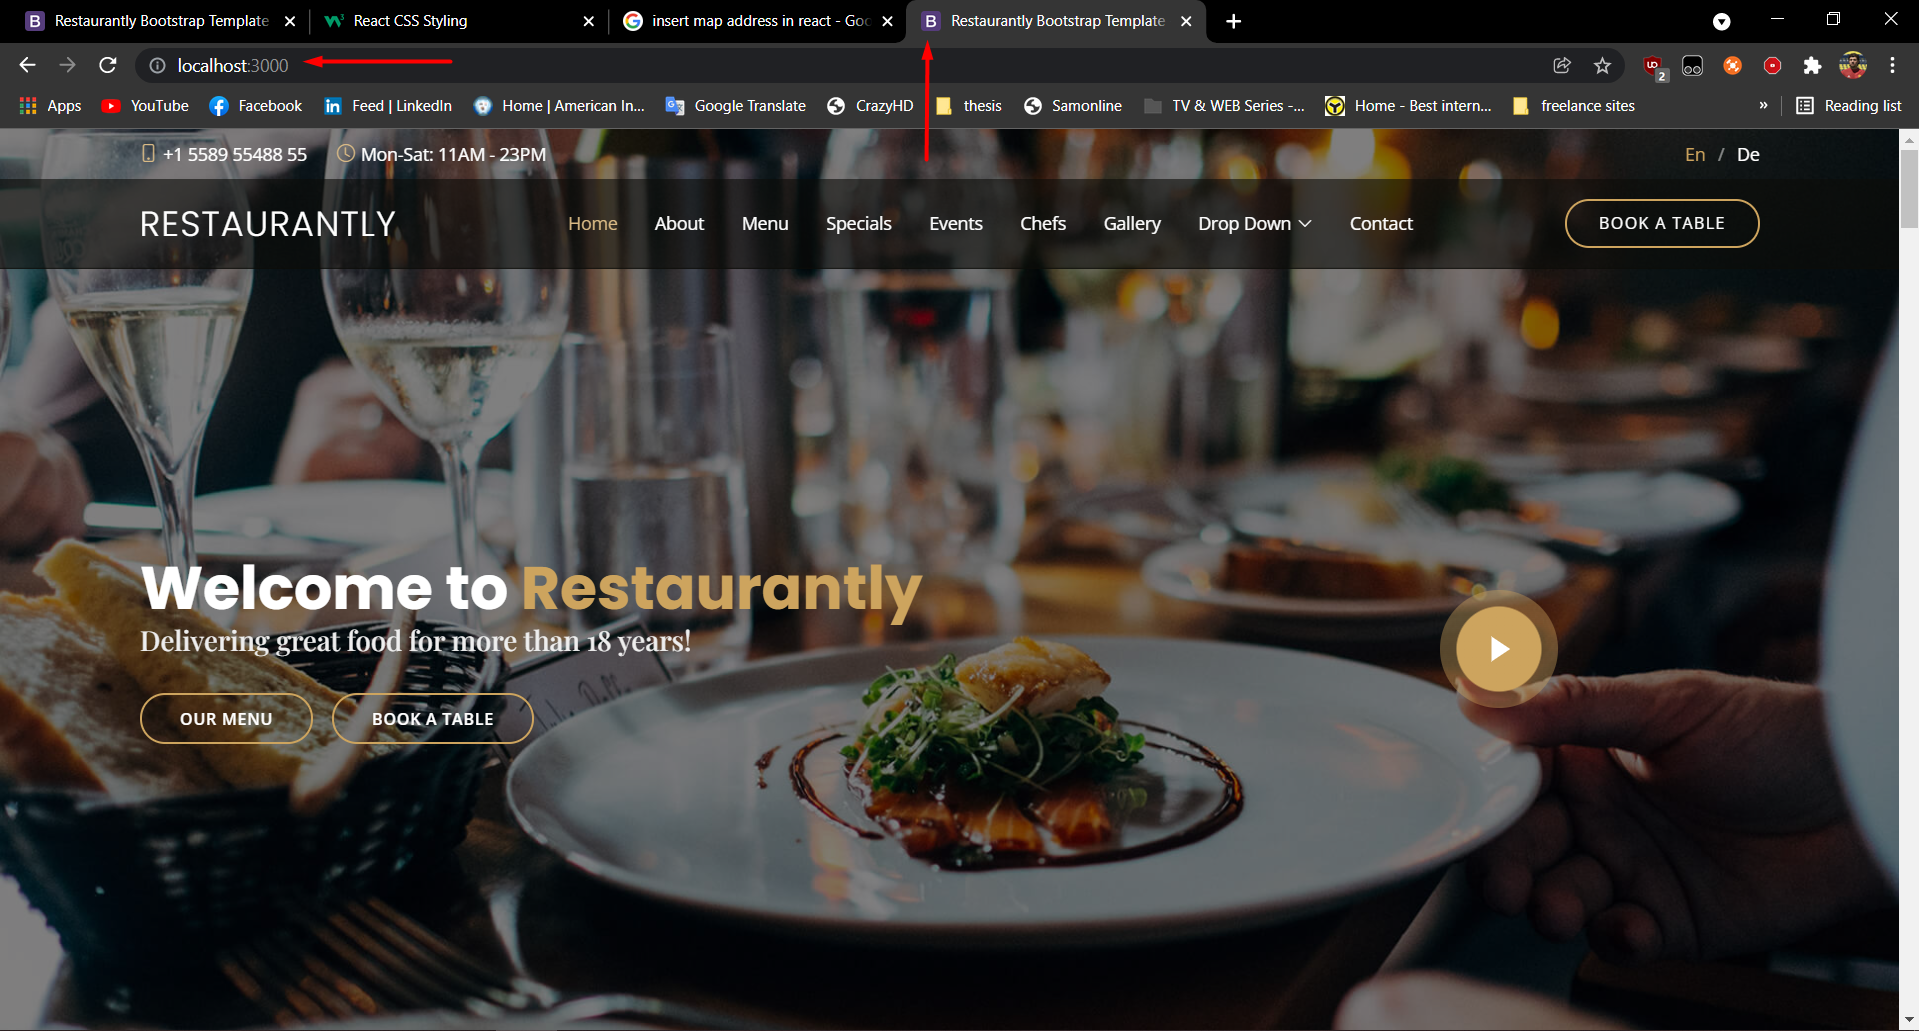 Restaurantly Bootstrap Template
React CSS Styling
insert map address in react - Goo
Restaurantly Bootstrap Template
localhost:3000
2
Apps
YouTube
Facebook
Feed | LinkedIn
Home | American In...
Google Translate
CrazyHD
thesis
Samonline
TV & WEB Series -...
Home - Best intern...
freelance sites
»
Reading list
+1 5589 55488 55
Mon-Sat: 11AM - 23PM
En / De
RESTAURANTLY
Home
About
Menu
Specials
Events
Chefs
Gallery
Drop Down
Contact
BOOK A TABLE
Welcome to Restaurantly
Delivering great food for more than 18 years!
OUR MENU
BOOK A TABLE